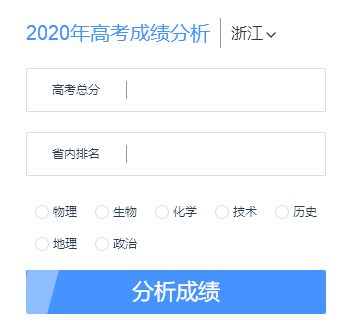 2020年高考成绩分析 浙江
高考总分
省内排名
物理 生物 化学 技术 历史
地理 政治
分析成绩